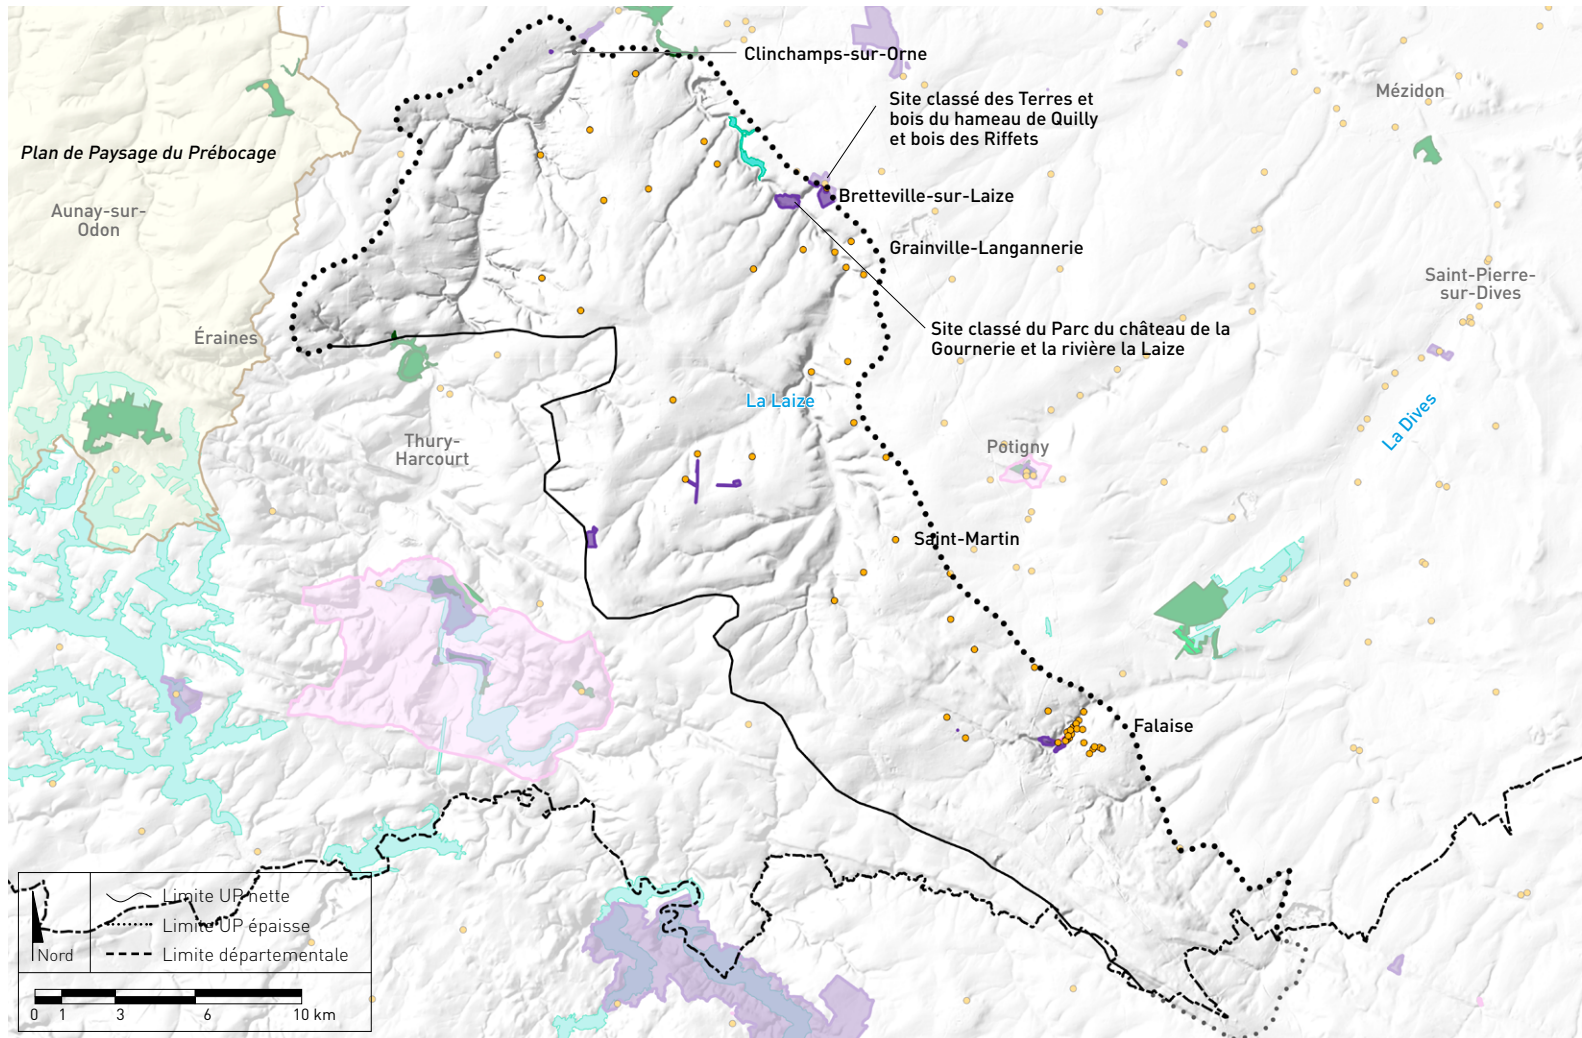 Clinchamps-sur-Orne
Site classé des Terres et
bois du hameau de Quilly
et bois des Riffets
Mézidon
Plan de Paysage du Prébocage
Aunay-sur-
Odon
Bretteville-sur-Laize
Grainville-Langannerie
Saint-Pierre-
sur-Dives
Éraines
Site classé du Parc du château de la
Gournerie et la rivière la Laize
La Laize
La Dives
Thury-
Harcourt
Potigny
Saint-Martin
Falaise
Limite UP nette
Limite UP épaisse
Limite départementale
Nord
0 1 3 6 10 km